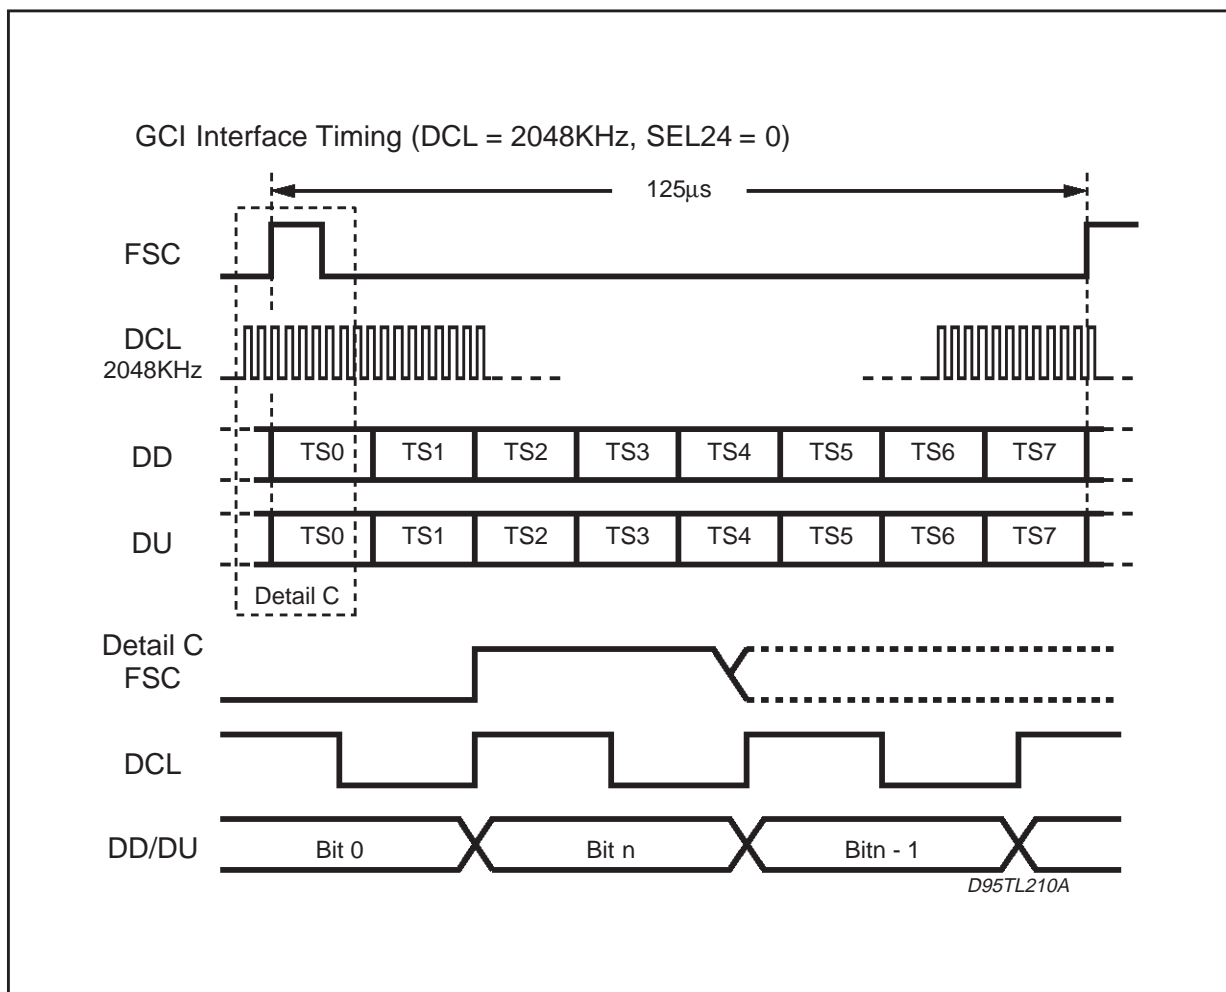 GCI Interface Timing (DCL = 2048KHz, SEL24 = 0)
125μs
FSC
DCL
2048KHz
DD
TS0 TS1 TS2 TS3 TS4 TS5 TS6 TS7
DU
TS0 TS1 TS2 TS3 TS4 TS5 TS6 TS7
Detail C
Detail C
FSC
DCL
DD/DU
Bit 0 Bit n Bitn - 1
D95TL210A